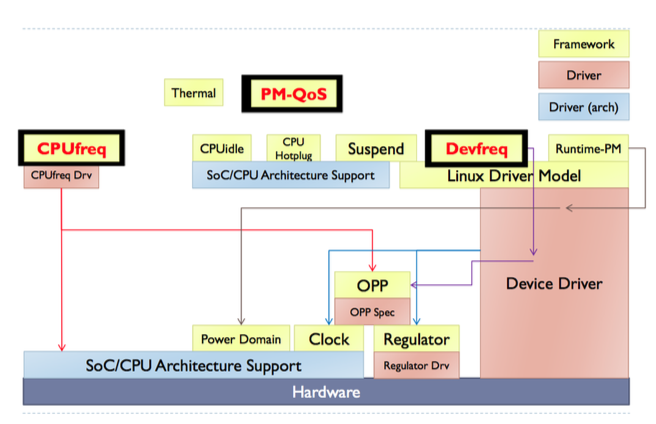 Framework
Driver
Driver (arch)
Thermal
PM-QoS
CPUfreq
CPUfreq Drv
CPUidle
CPU
Hotplug
Suspend
Devfreq
Runtime-PM
SoC/CPU Architecture Support
Linux Driver Model
OPP
OPP Spec
Device Driver
Power Domain
Clock
Regulator
SoC/CPU Architecture Support
Regulator Drv
Hardware